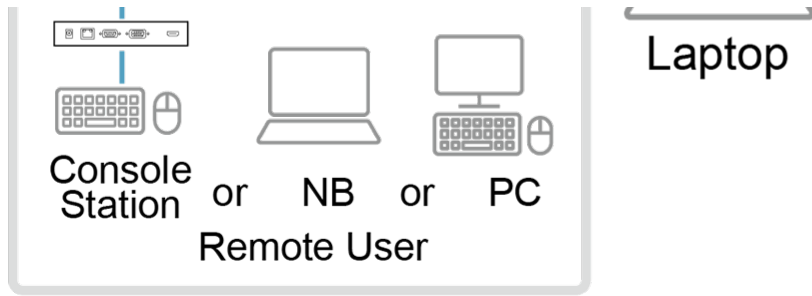 Laptop
Console
Station or NB or PC
Remote User